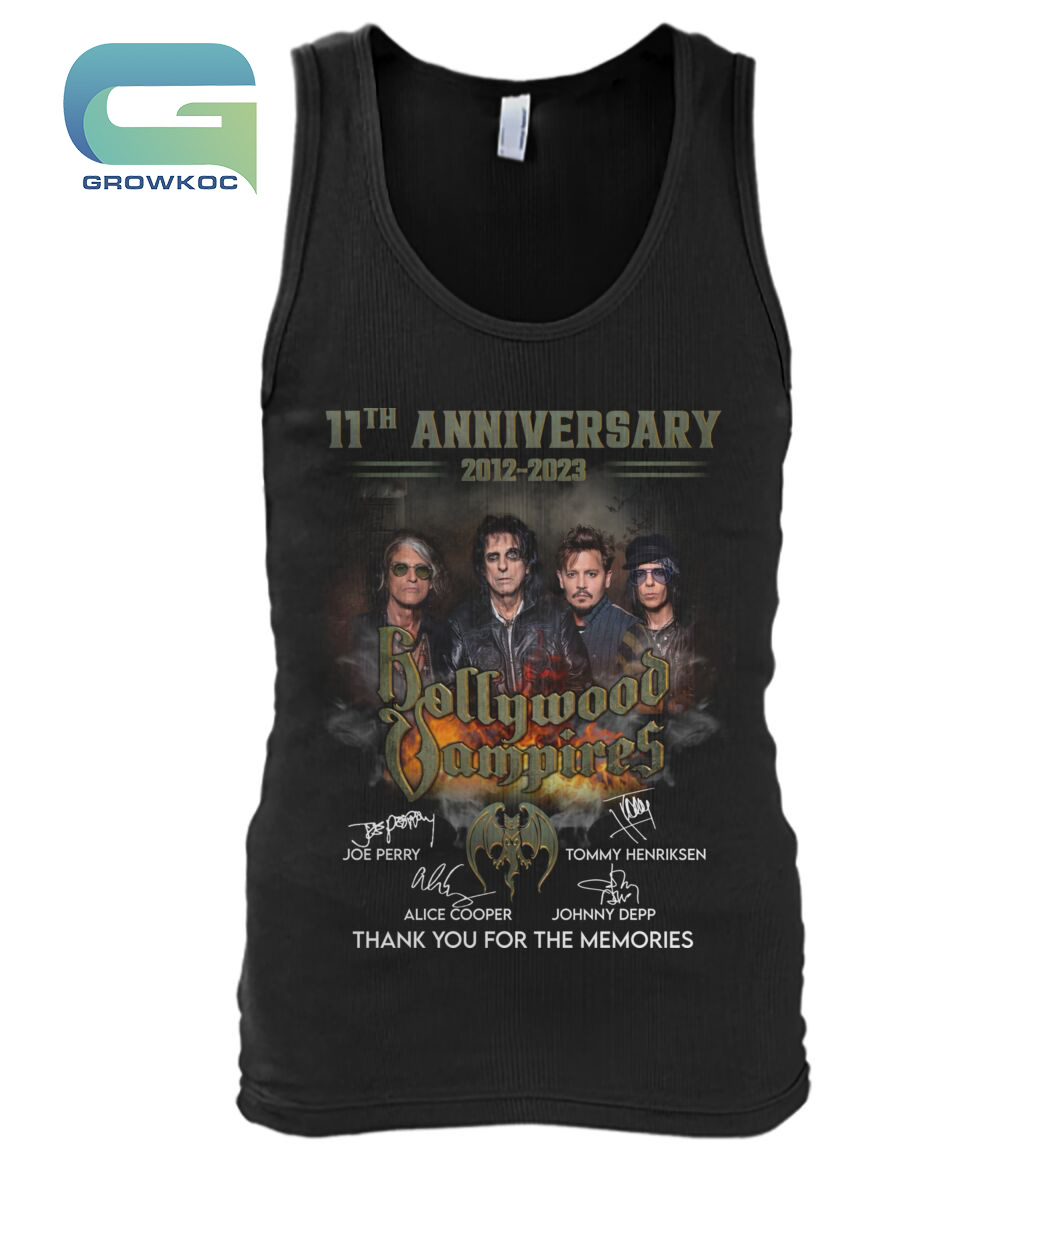 GROWKOC
11TH ANNIVERSARY
2012-2023
Hollywood
Vampires
JOE PERRY
TOMMY HENRIKSEN
ALICE COOPER
JOHNNY DEPP
THANK YOU FOR THE MEMORIES